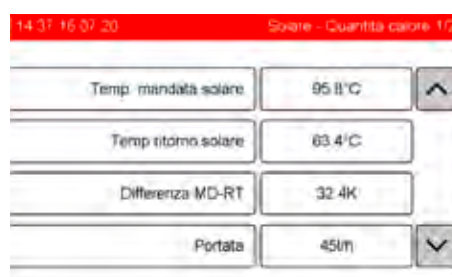 14:37 16.07.20 Solare - Quantità calore 1/2
Temp. mandata solare 95.8°C
Temp ritorno solare 63.4°C
Differenza MD-RT 32.4K
Portata 45l/h